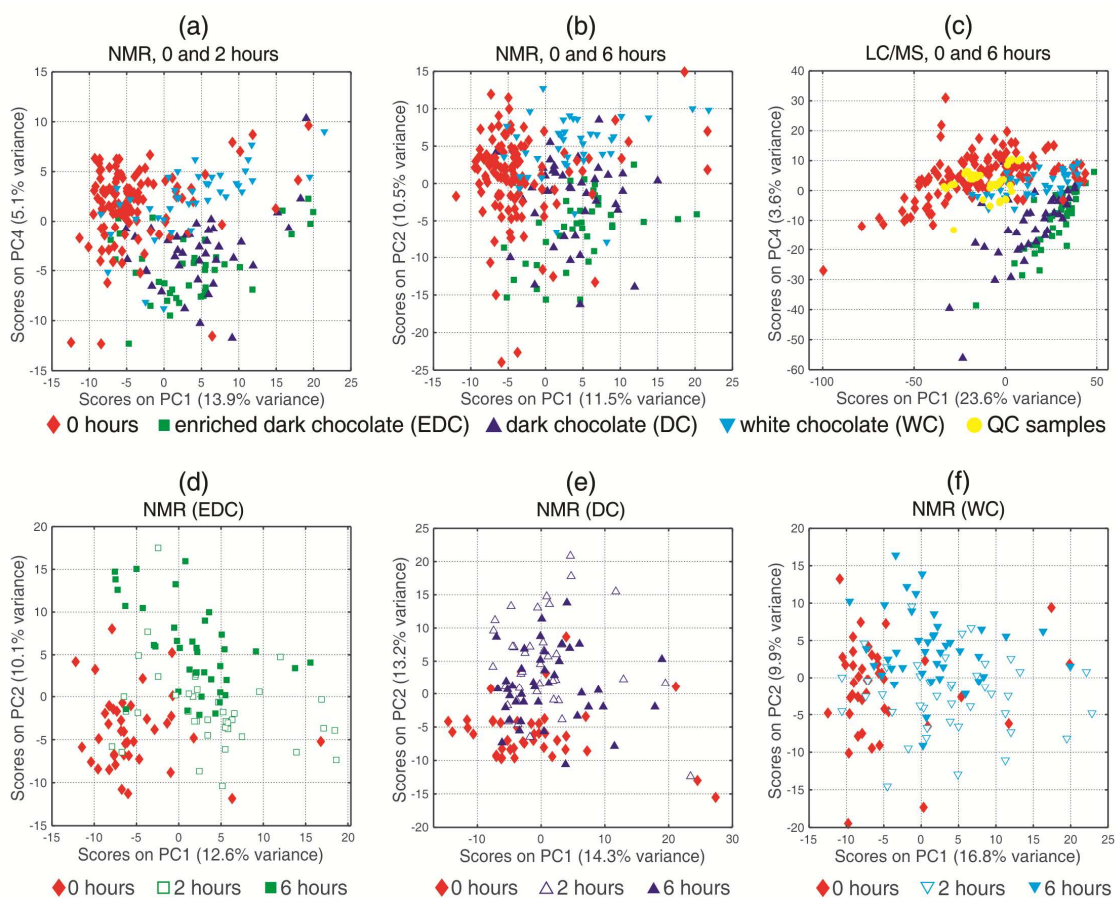 (a)
NMR, 0 and 2 hours
15
10
5
0
-5
-10
-15
Scores on PC4 (5.1% variance)
-15 -10 -5 0 5 10 15 20 25
Scores on PC1 (13.9% variance)
(b)
NMR, 0 and 6 hours
15
10
5
0
-5
-10
-15
-20
-25
Scores on PC2 (10.5% variance)
-15 -10 -5 0 5 10 15 20 25
Scores on PC1 (11.5% variance)
(c)
LC/MS, 0 and 6 hours
40
30
20
10
0
-10
-20
-30
-40
-50
-60
Scores on PC4 (3.6% variance)
-100 -50 0 50
Scores on PC1 (23.6% variance)
0 hours enriched dark chocolate (EDC) dark chocolate (DC) white chocolate (WC) QC samples
(d)
NMR (EDC)
20
15
10
5
0
-5
-10
-15
Scores on PC2 (10.1% variance)
-15 -10 -5 0 5 10 15 20
Scores on PC1 (12.6% variance)
0 hours 2 hours 6 hours
(e)
NMR (DC)
25
20
15
10
5
0
-5
-10
-15
-20
Scores on PC2 (13.2% variance)
-10 0 10 20 30
Scores on PC1 (14.3% variance)
0 hours 2 hours 6 hours
(f)
NMR (WC)
20
15
10
5
0
-5
-10
-15
-20
Scores on PC2 (9.9% variance)
-15 -10 -5 0 5 10 15 20 25
Scores on PC1 (16.8% variance)
0 hours 2 hours 6 hours